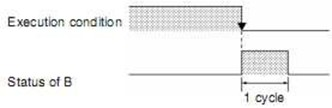 Execution condition
Status of B
1 cycle